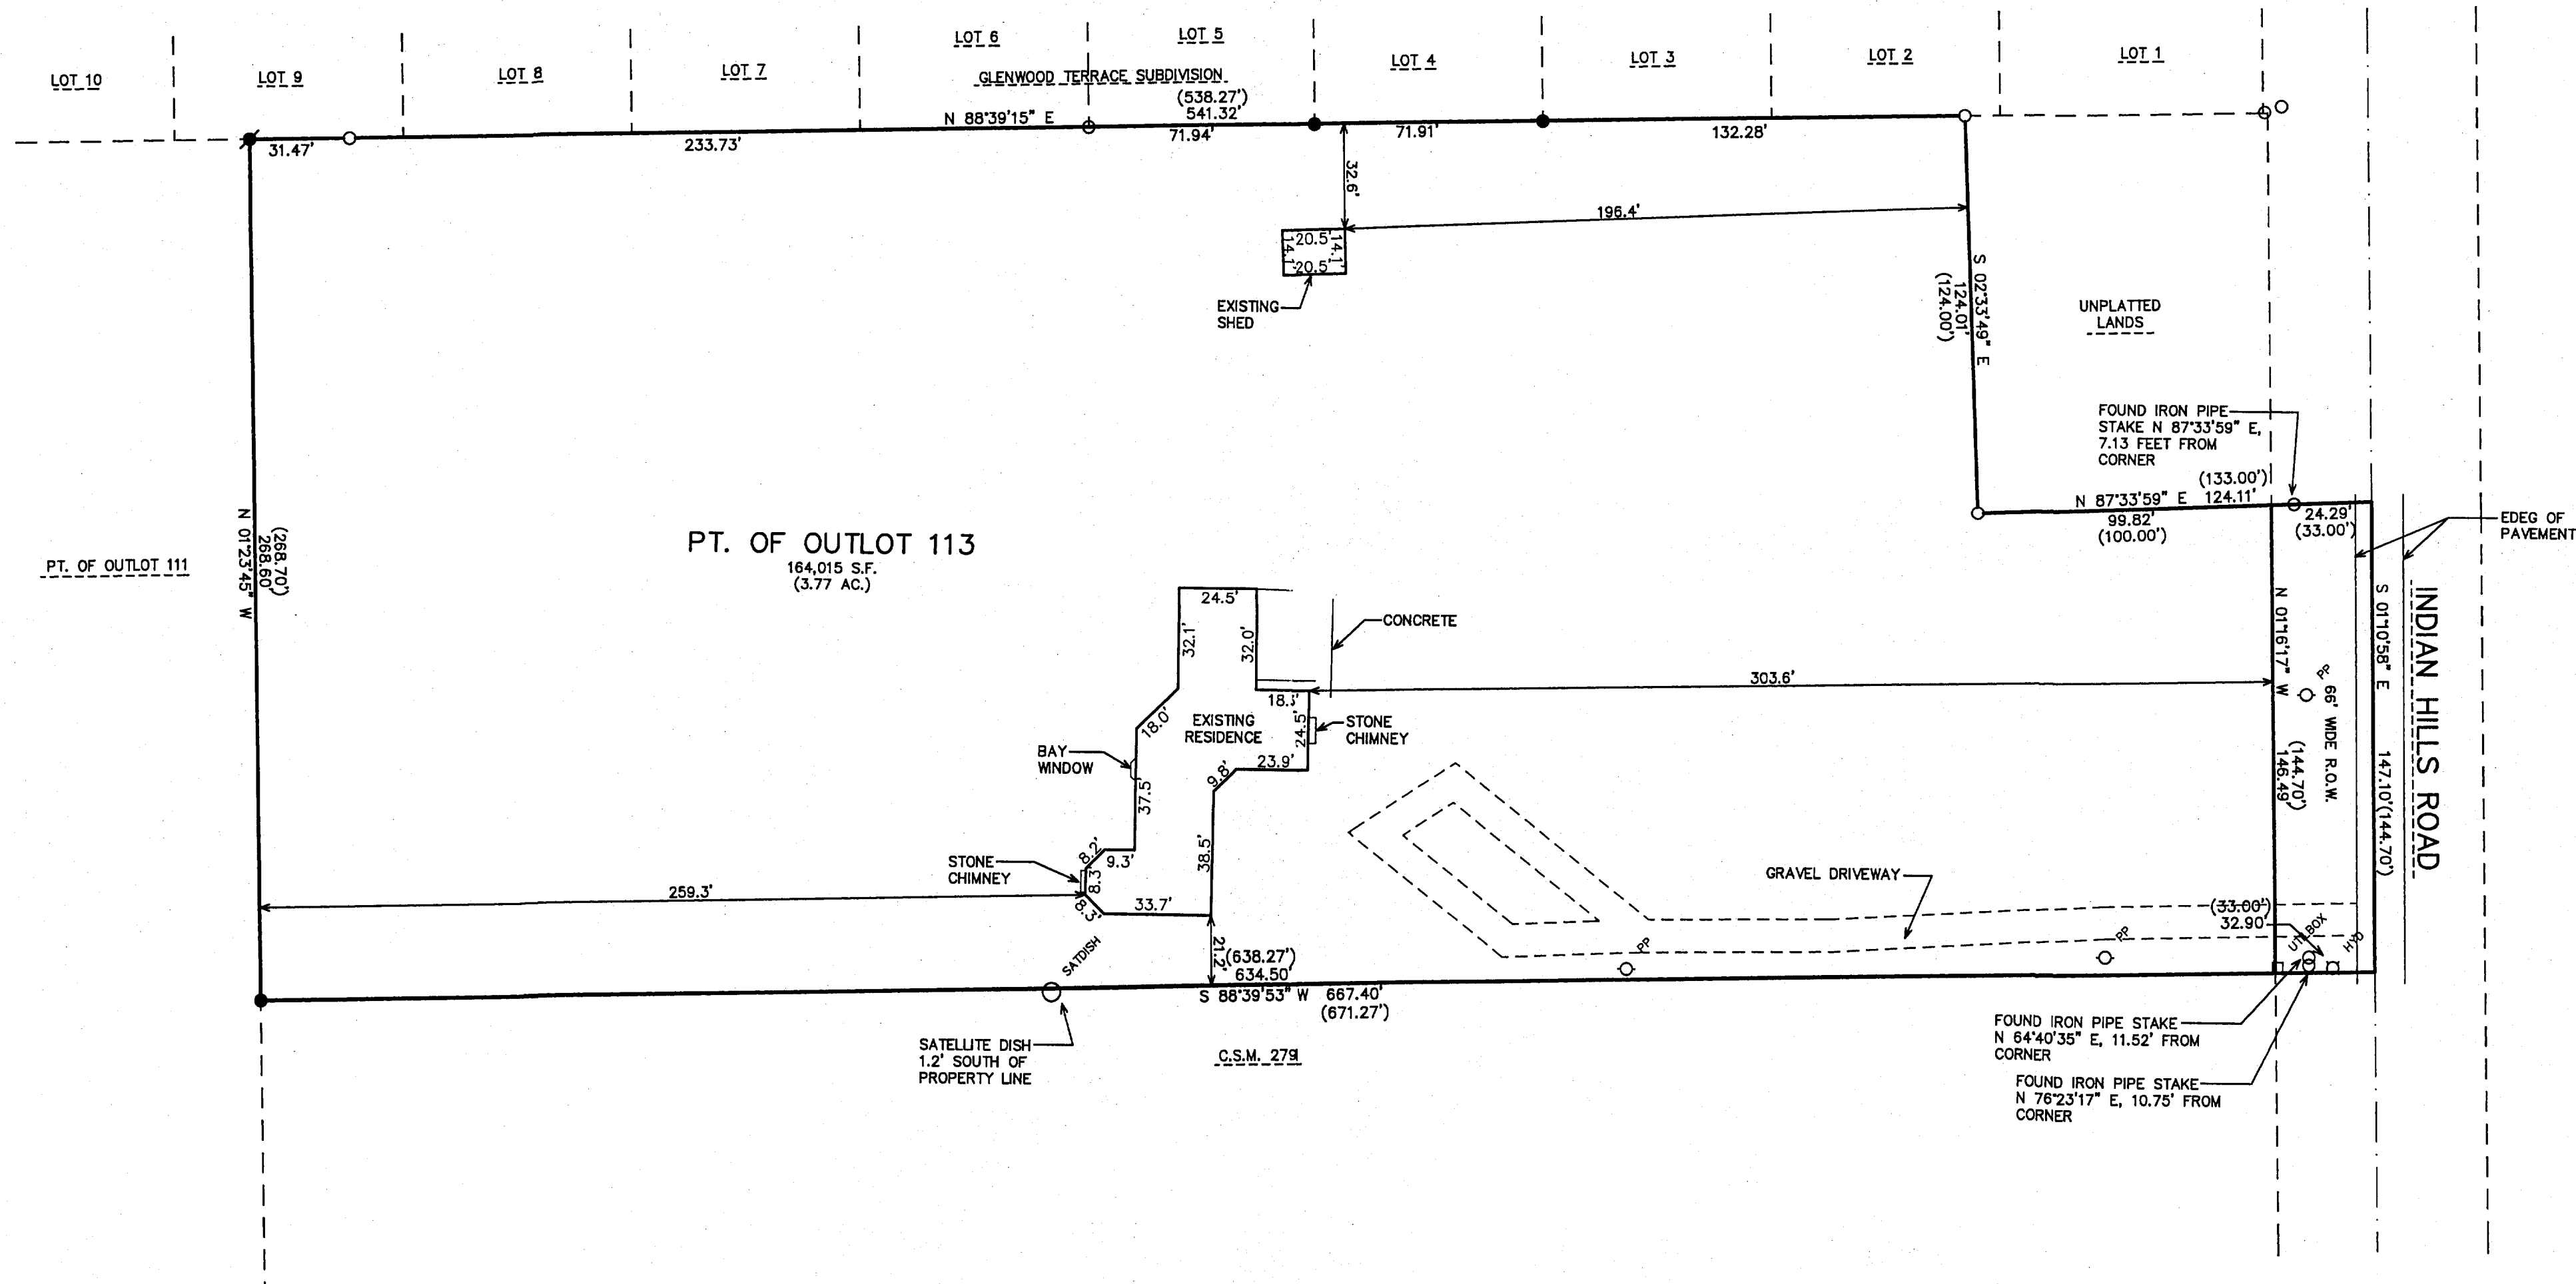 LOT 10
LOT 9
LOT 8
LOT 7
LOT 6
LOT 5
LOT 4
LOT 3
LOT 2
LOT 1
GLENWOOD TERRACE SUBDIVISION
(538.27')
N 88°39'15" E 541.32'
31.47'
233.73'
71.94'
71.91'
132.28'
32.6'
196.4'
20.5'
14.1'
14.1'
20.5'
EXISTING
SHED
S 02°33'49" E
124.01'
(124.00')
UNPLATTED
LANDS
FOUND IRON PIPE
STAKE N 87°33'59" E,
7.13 FEET FROM
CORNER
(133.00')
N 87°33'59" E 124.11'
99.82'
(100.00')
24.29'
(33.00')
EDEG OF
PAVEMENT
PT. OF OUTLOT 111
N 01°23'45" W
268.60'
(268.70')
PT. OF OUTLOT 113
164,015 S.F.
(3.77 AC.)
24.5'
32.1'
32.0'
CONCRETE
18.0'
EXISTING
RESIDENCE
24.5'
STONE
CHIMNEY
303.6'
BAY
WINDOW
37.5'
9.8'
23.9'
38.5'
8.2'
9.3'
8.3'
8.3'
33.7'
STONE
CHIMNEY
259.3'
21.2'
SATDISH
(638.27')
634.50'
S 88°39'53" W 667.40'
(671.27')
SATELLITE DISH
1.2' SOUTH OF
PROPERTY LINE
C.S.M. 279
GRAVEL DRIVEWAY
PP
PP
PP
N 01°16'17" W
(144.70')
146.49'
66' WIDE R.O.W.
S 01°10'58" E 147.10'(144.70')
INDIAN HILLS ROAD
(33.00')
32.90'
UTILBOX
HYD
FOUND IRON PIPE STAKE
N 64°40'35" E, 11.52' FROM
CORNER
FOUND IRON PIPE STAKE
N 76°23'17" E, 10.75' FROM
CORNER